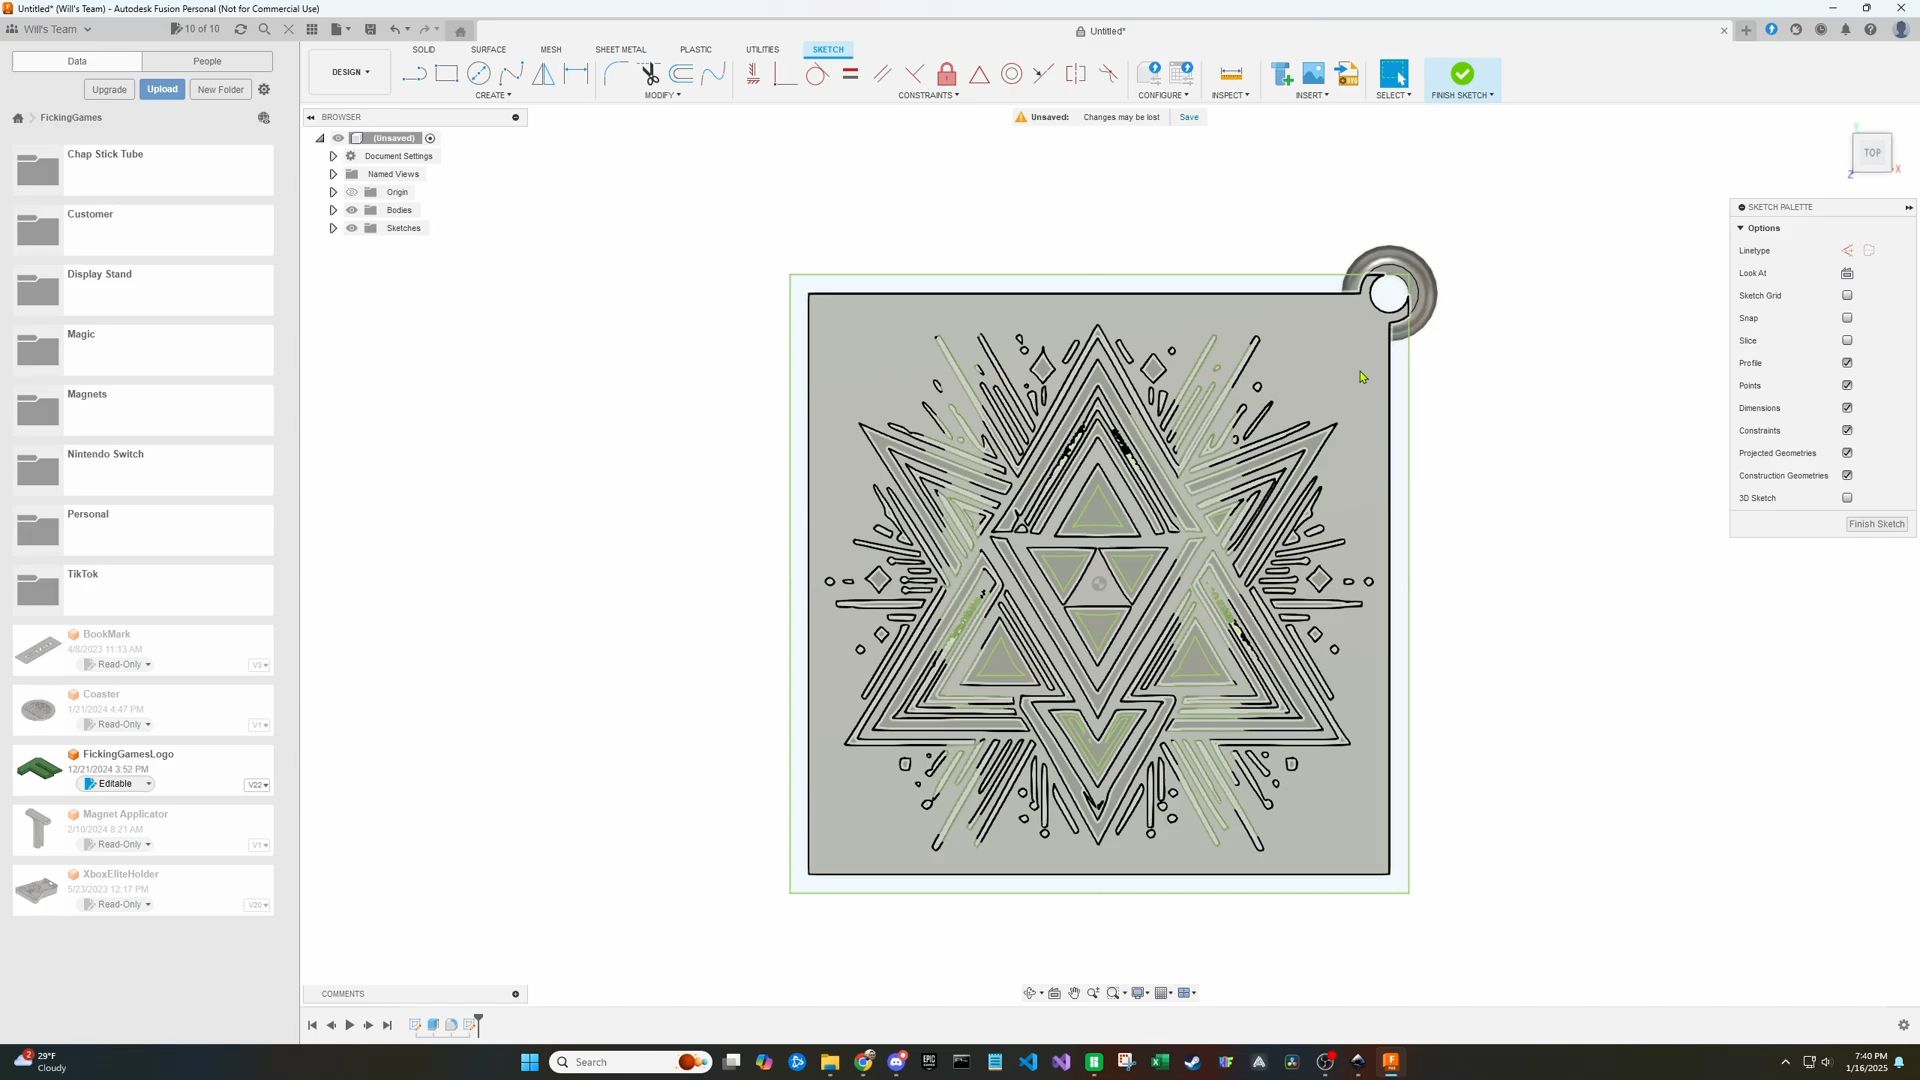 Untitled* (Will's Team) - Autodesk Fusion Personal (Not for Commercial Use)
Will's Team
10 of 10
Untitled*
Data
People
Upgrade
Upload
New Folder
FickingGames
Chap Stick Tube
Customer
Display Stand
Magic
Magnets
Nintendo Switch
Personal
TikTok
BookMark
4/8/2023 11:13 AM
Read-Only
V3
Coaster
1/21/2024 4:47 PM
Read-Only
V1
FickingGamesLogo
12/21/2024 3:52 PM
Editable
V22
Magnet Applicator
2/10/2024 8:21 AM
Read-Only
V1
XboxEliteHolder
5/23/2023 12:17 PM
Read-Only
V20
DESIGN
SOLID
SURFACE
MESH
SHEET METAL
PLASTIC
UTILITIES
SKETCH
CREATE
MODIFY
CONSTRAINTS
CONFIGURE
INSPECT
INSERT
SELECT
FINISH SKETCH
BROWSER
(Unsaved)
Document Settings
Named Views
Origin
Bodies
Sketches
Unsaved: Changes may be lost Save
TOP
X
Y
Z
SKETCH PALETTE
Options
Linetype
Look At
Sketch Grid
Snap
Slice
Profile
Points
Dimensions
Constraints
Projected Geometries
Construction Geometries
3D Sketch
Finish Sketch
COMMENTS
2
29°F
Cloudy
Search
7:40 PM
1/16/2025